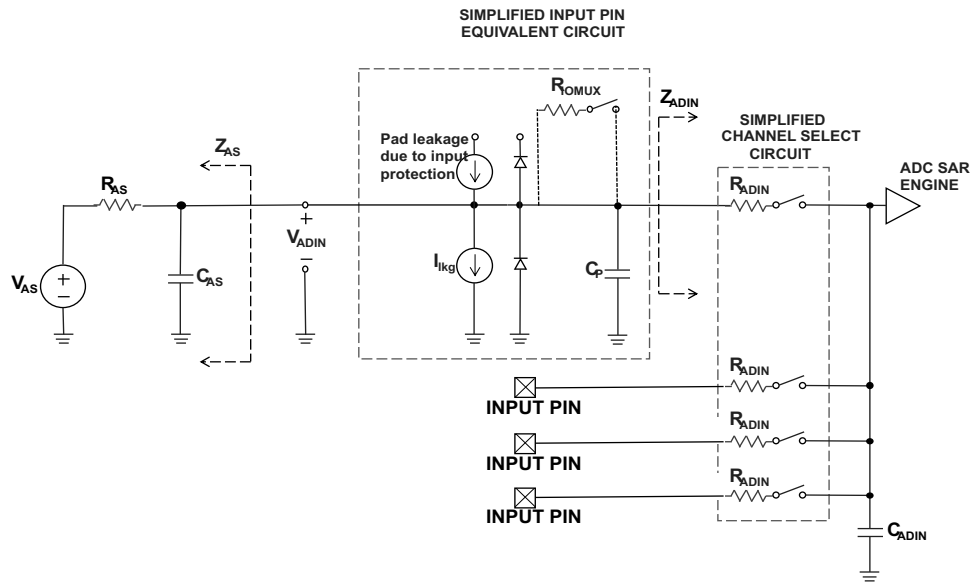 SIMPLIFIED INPUT PIN
EQUIVALENT CIRCUIT
RIOMUX
ZADIN
SIMPLIFIED
CHANNEL SELECT
CIRCUIT
Pad leakage
due to input
protection
ZAS
RAS
RADIN
ADC SAR
ENGINE
+
VADIN
−
Ilkg
CP
CAS
VAS
+
−
RADIN
INPUT PIN
RADIN
INPUT PIN
RADIN
INPUT PIN
CADIN